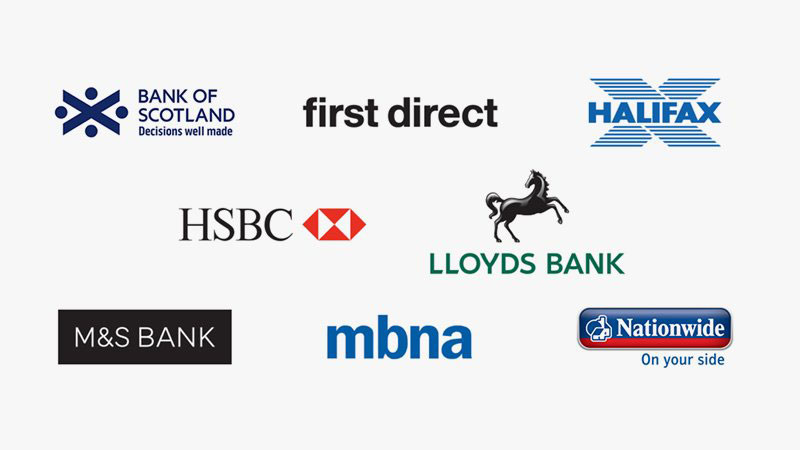 BANK OF
SCOTLAND
Decisions well made
first direct
HALIFAX
HSBC
LLOYDS BANK
M&S BANK
mbna
Nationwide
On your side